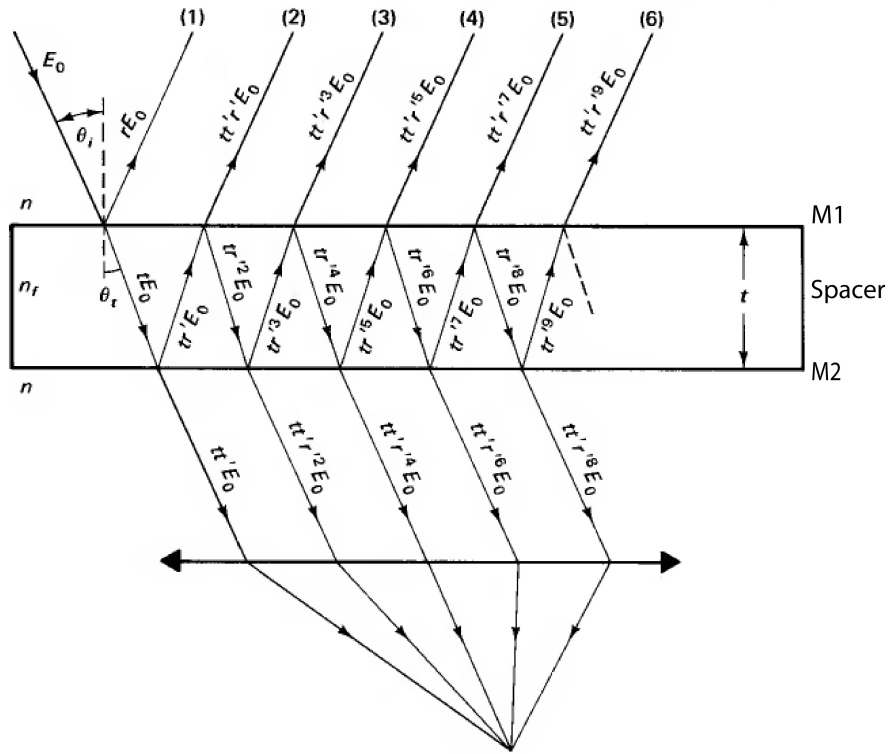 (1) (2) (3) (4) (5) (6)
E₀
θᵢ
rE₀
tt'r'E₀
tt'r'³E₀
tt'r'⁵E₀
tt'r'⁷E₀
tt'r'⁹E₀
n
M1
n_f
θₜ
tE₀
tr'E₀
tr'²E₀
tr'³E₀
tr'⁴E₀
tr'⁵E₀
tr'⁶E₀
tr'⁷E₀
tr'⁸E₀
tr'⁹E₀
t
Spacer
M2
n
tt'E₀
tt'r'²E₀
tt'r'⁴E₀
tt'r'⁶E₀
tt'r'⁸E₀